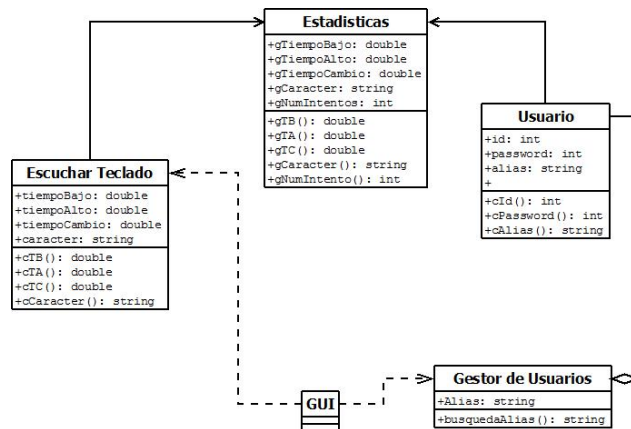 Estadisticas
+gTiempoBajo: double
+gTiempoAlto: double
+gTiempoCambio: double
+gCaracter: string
+gNumIntentos: int
+gTB(): double
+gTA(): double
+gTC(): double
+gCaracter(): string
+gNumIntento(): int
Usuario
+id: int
+password: int
+alias: string
+
+cId(): int
+cPassword(): int
+cAlias(): string
Escuchar Teclado
+tiempoBajo: double
+tiempoAlto: double
+tiempoCambio: double
+caracter: string
+cTB(): double
+cTA(): double
+cTC(): double
+cCaracter(): string
GUI
Gestor de Usuarios
+Alias: string
+busquedaAlias(): string